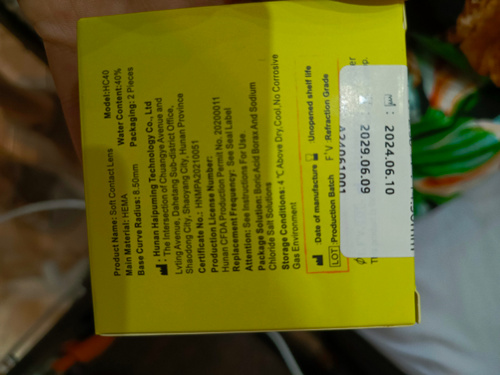 Product Name: Soft Contact Lens Model:HC40
Main Material: HEMA Water Content:40%
Base Curve Radius: 8.50mm Packaging: 2 Pieces
: Hunan Haipuming Technology Co., Ltd
: The Intersection of Chuangye Avenue and
Lvting Avenue, Daheiang Sub-district Office,
Shaodong City, Shaoyang City, Hunan Province
Certificate No.: HNMPA20210051
Production License Number:
Hunan CFDA Production Permit No. 20200011
Replacement Frequency: See Seal Label
Attention: See Instructions For Use
Package Solution: Boric Acid Borax And Sodium
Chloride Salt Solutions
Storage Conditions: 4 °C Above Dry,Cool,No Corrosive
Gas Environment
: Date of manufacture : Unopened shelf life
LOT :Production Batch F'V :Refraction Grade
: 2024.06.10
: 2029.06.09